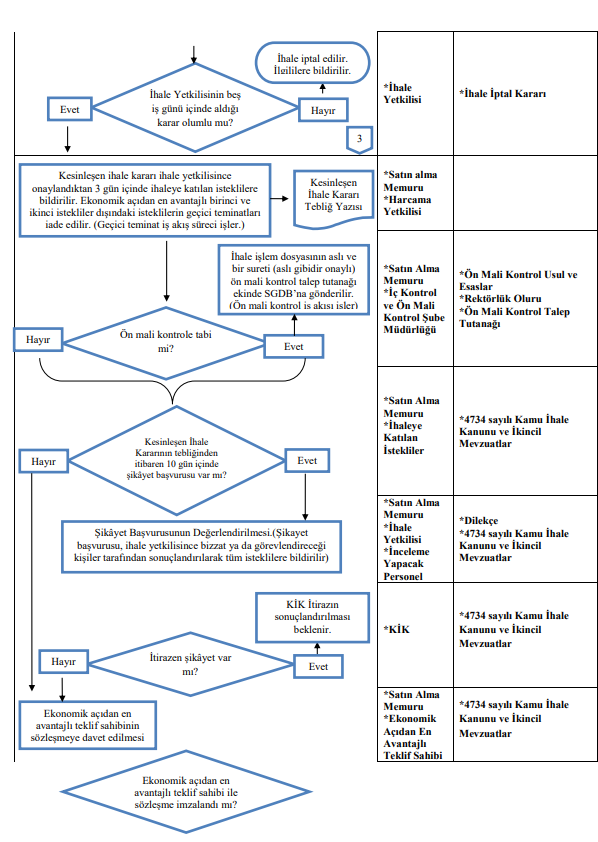 İhale iptal edilir.
İlgililere bildirilir.
İhale Yetkilisinin beş
iş günü içinde aldığı
karar olumlu mu?
Evet
Hayır
3
*İhale
Yetkilisi
*İhale İptal Kararı
Kesinleşen ihale kararı ihale yetkilisince
onaylandıktan 3 gün içinde ihaleye katılan isteklilere
bildirilir. Ekonomik açıdan en avantajlı birinci ve
ikinci istekliler dışındaki isteklilerin geçici teminatları
iade edilir. (Geçici teminat iş akış süreci işler.)
Kesinleşen
İhale Kararı
Tebliğ Yazısı
*Satın alma
Memuru
*Harcama
Yetkilisi
İhale işlem dosyasının aslı ve
bir sureti (aslı gibidir onaylı)
ön mali kontrol talep tutanağı
ekinde SGDB’na gönderilir.
(Ön mali kontrol iş akışı işler)
Ön mali kontrole tabi
mi?
Hayır
Evet
*Satın Alma
Memuru
*İç Kontrol
ve Ön Mali
Kontrol Şube
Müdürlüğü
*Ön Mali Kontrol Usul ve
Esaslar
*Rektörlük Oluru
*Ön Mali Kontrol Talep
Tutanağı
Kesinleşen İhale
Kararının tebliğinden
itibaren 10 gün içinde
şikâyet başvurusu var mı?
Hayır
Evet
*Satın Alma
Memuru
*İhaleye
Katılan
İstekliler
*4734 sayılı Kamu İhale
Kanunu ve İkincil
Mevzuatlar
Şikâyet Başvurusunun Değerlendirilmesi.(Şikayet
başvurusu, ihale yetkilisince bizzat ya da görevlendireceği
kişiler tarafından sonuçlandırılarak tüm isteklilere bildirilir)
*Satın Alma
Memuru
*İhale
Yetkilisi
*İnceleme
Yapacak
Personel
*Dilekçe
*4734 sayılı Kamu İhale
Kanunu ve İkincil
Mevzuatlar
KİK İtirazın
sonuçlandırılması
beklenir.
İtirazen şikâyet var
mı?
Hayır
Evet
*KİK
*4734 sayılı Kamu İhale
Kanunu ve İkincil
Mevzuatlar
Ekonomik açıdan en
avantajlı teklif sahibinin
sözleşmeye davet edilmesi
*Satın Alma
Memuru
*Ekonomik
Açıdan En
Avantajlı
Teklif Sahibi
*4734 sayılı Kamu İhale
Kanunu ve İkincil
Mevzuatlar
Ekonomik açıdan en
avantajlı teklif sahibi ile
sözleşme imzalandı mı?